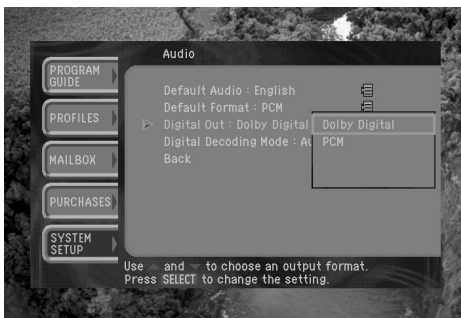 Audio
PROGRAM
GUIDE
PROFILES
MAILBOX
PURCHASES
SYSTEM
SETUP
Default Audio : English
Default Format : PCM
Digital Out : Dolby Digital
Digital Decoding Mode :
Back
Dolby Digital
PCM
Use and to choose an output format.
Press SELECT to change the setting.